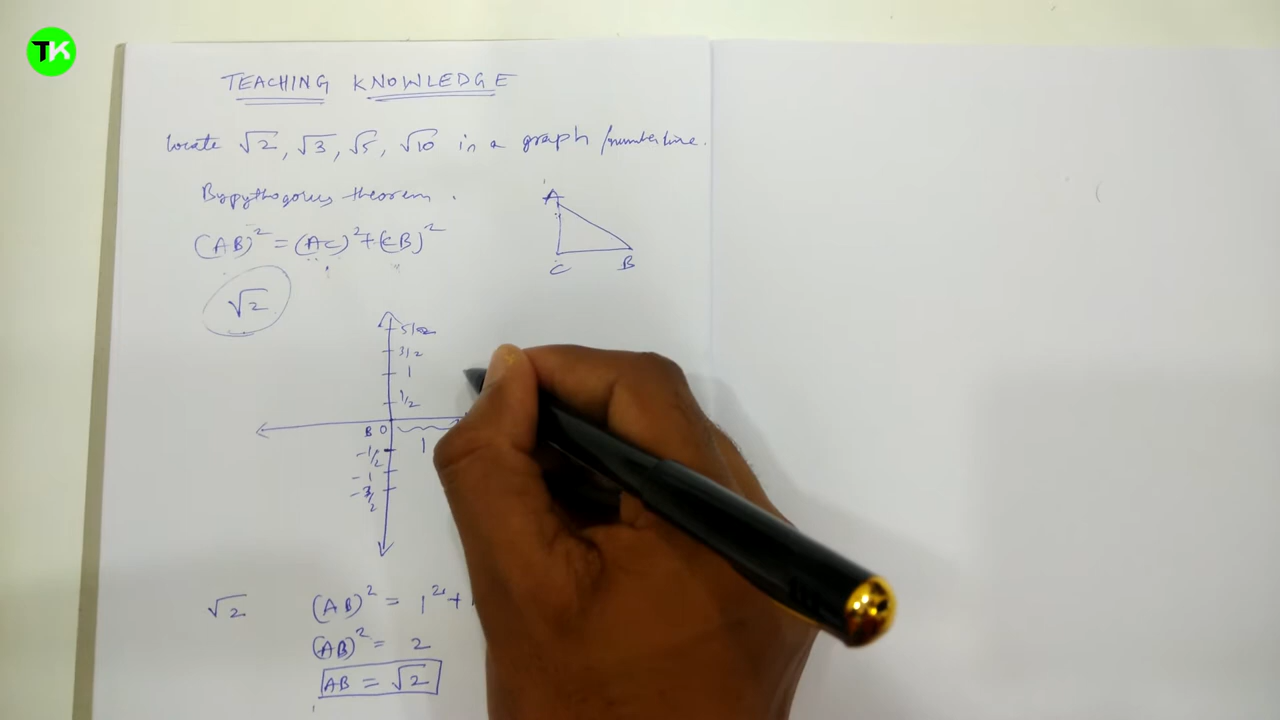 TK
TEACHING KNOWLEDGE
Locate √2, √3, √5, √10 in a graph /numberline.
By pythogorus theorem.
(AB)² = (AC)² + (CB)²
A
C B
√2
5/2
3/2
1
1/2
B 0
1
-1/2
-1
-3/2
√2 (AB)² = 1² +
(AB)² = 2
AB = √2